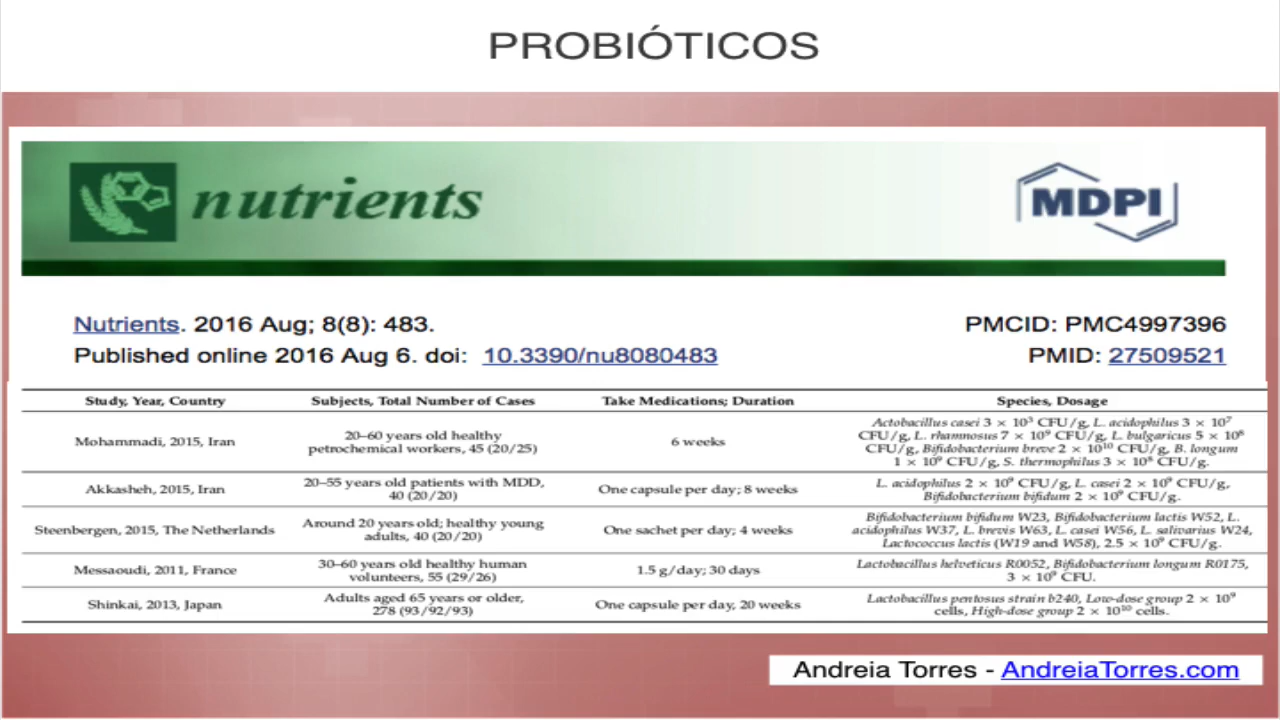 PROBIÓTICOS
nutrients
MDPI
Nutrients. 2016 Aug; 8(8): 483.
Published online 2016 Aug 6. doi: 10.3390/nu8080483
PMCID: PMC4997396
PMID: 27509521
Study, Year, Country Subjects, Total Number of Cases Take Medications; Duration Species, Dosage
Mohammadi, 2015, Iran
20–60 years old healthy
petrochemical workers, 45 (20/25)
6 weeks
Actobacillus casei 3 × 10³ CFU/g, L. acidophilus 3 × 10⁷
CFU/g, L. rhamnosus 7 × 10⁹ CFU/g, L. bulgaricus 5 × 10⁸
CFU/g, Bifidobacterium breve 2 × 10¹⁰ CFU/g, B. longum
1 × 10⁹ CFU/g, S. thermophilus 3 × 10⁸ CFU/g.
Akkasheh, 2015, Iran
20–55 years old patients with MDD,
40 (20/20)
One capsule per day; 8 weeks
L. acidophilus 2 × 10⁹ CFU/g, L. casei 2 × 10⁹ CFU/g,
Bifidobacterium bifidum 2 × 10⁹ CFU/g.
Steenbergen, 2015, The Netherlands
Around 20 years old; healthy young
adults, 40 (20/20)
One sachet per day; 4 weeks
Bifidobacterium bifidum W23, Bifidobacterium lactis W52, L.
acidophilus W37, L. brevis W63, L. casei W56, L. salivarius W24,
Lactococcus lactis (W19 and W58), 2.5 × 10⁹ CFU/g.
Messaoudi, 2011, France
30–60 years old healthy human
volunteers, 55 (29/26)
1.5 g/day; 30 days
Lactobacillus helveticus R0052, Bifidobacterium longum R0175,
3 × 10⁹ CFU.
Shinkai, 2013, Japan
Adults aged 65 years or older,
278 (93/92/93)
One capsule per day, 20 weeks
Lactobacillus pentosus strain b240, Low-dose group 2 × 10⁹
cells, High-dose group 2 × 10¹⁰ cells.
Andreia Torres - AndreiaTorres.com